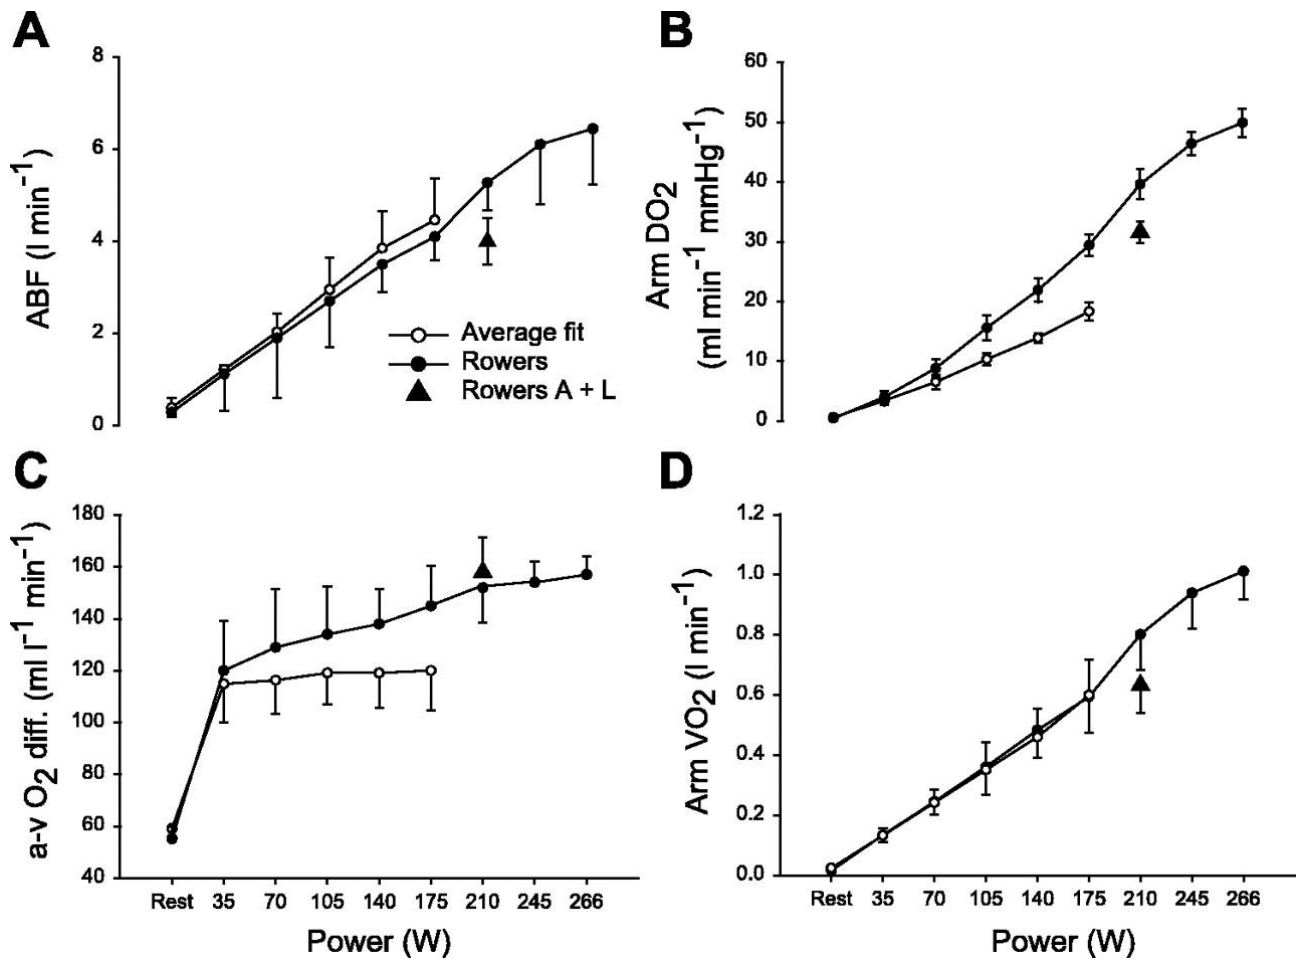 A
8
6
4
2
0
ABF (l min⁻¹)
Average fit
Rowers
Rowers A + L
B
60
50
40
30
20
10
0
Arm DO₂
(ml min⁻¹ mmHg⁻¹)
C
180
160
140
120
100
80
60
40
a-v O₂ diff. (ml l⁻¹ min⁻¹)
Rest 35 70 105 140 175 210 245 266
Power (W)
D
1.2
1.0
0.8
0.6
0.4
0.2
0.0
Arm VO₂ (l min⁻¹)
Rest 35 70 105 140 175 210 245 266
Power (W)